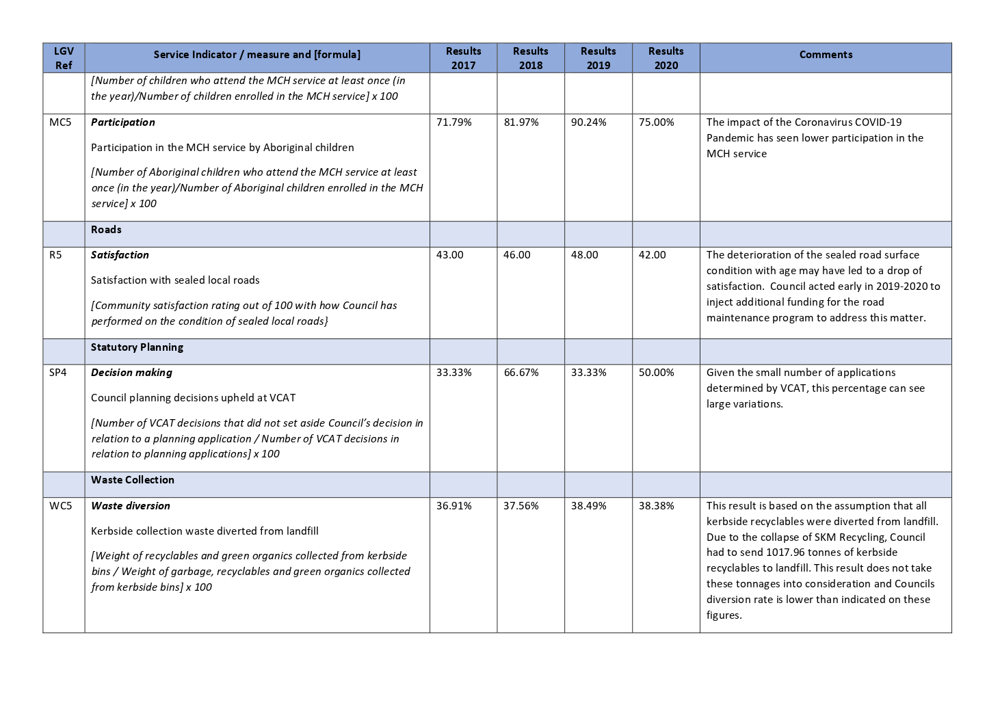 LGV Ref
Service Indicator / measure and [formula]
Results 2017
Results 2018
Results 2019
Results 2020
Comments
[Number of children who attend the MCH service at least once (in
the year)/Number of children enrolled in the MCH service] x 100
MC5
Participation
Participation in the MCH service by Aboriginal children
[Number of Aboriginal children who attend the MCH service at least
once (in the year)/Number of Aboriginal children enrolled in the MCH
service] x 100
71.79%
81.97%
90.24%
75.00%
The impact of the Coronavirus COVID-19
Pandemic has seen lower participation in the
MCH service
Roads
R5
Satisfaction
Satisfaction with sealed local roads
[Community satisfaction rating out of 100 with how Council has
performed on the condition of sealed local roads}
43.00
46.00
48.00
42.00
The deterioration of the sealed road surface
condition with age may have led to a drop of
satisfaction.  Council acted early in 2019-2020 to
inject additional funding for the road
maintenance program to address this matter.
Statutory Planning
SP4
Decision making
Council planning decisions upheld at VCAT
[Number of VCAT decisions that did not set aside Council’s decision in
relation to a planning application / Number of VCAT decisions in
relation to planning applications] x 100
33.33%
66.67%
33.33%
50.00%
Given the small number of applications
determined by VCAT, this percentage can see
large variations.
Waste Collection
WC5
Waste diversion
Kerbside collection waste diverted from landfill
[Weight of recyclables and green organics collected from kerbside
bins / Weight of garbage, recyclables and green organics collected
from kerbside bins] x 100
36.91%
37.56%
38.49%
38.38%
This result is based on the assumption that all
kerbside recyclables were diverted from landfill.
Due to the collapse of SKM Recycling, Council
had to send 1017.96 tonnes of kerbside
recyclables to landfill. This result does not take
these tonnages into consideration and Councils
diversion rate is lower than indicated on these
figures.